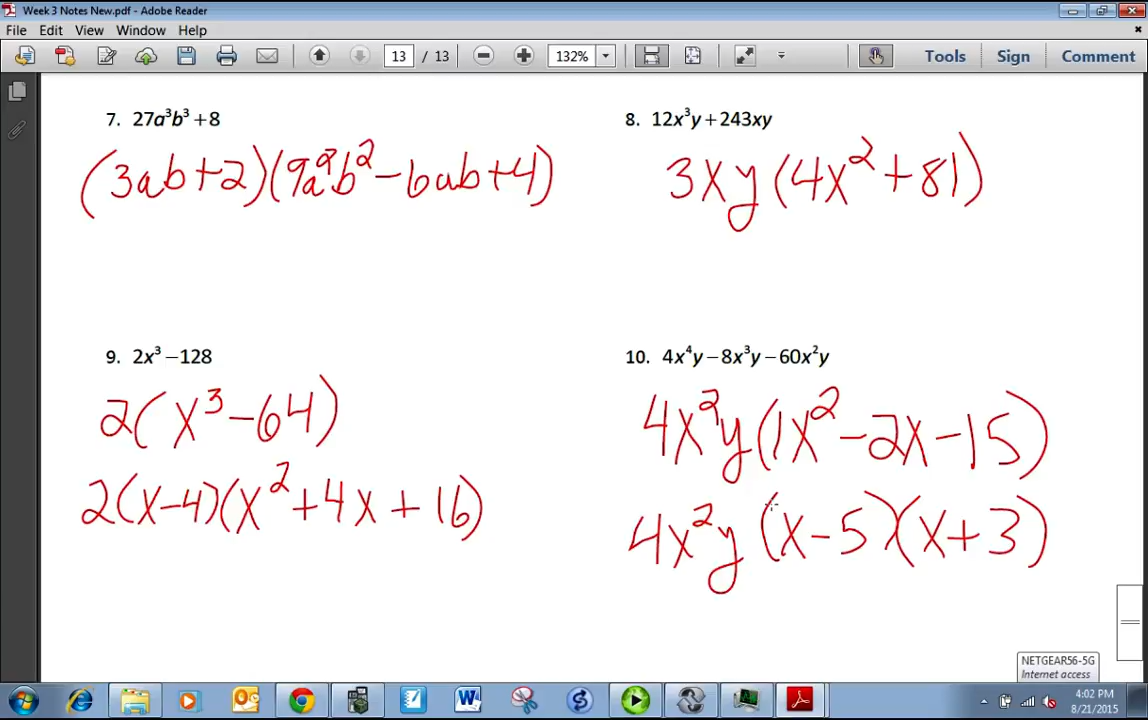 Week 3 Notes New.pdf - Adobe Reader
File Edit View Window Help
13 / 13 132% Tools Sign Comment
7. 27a³b³ + 8
(3ab+2)(9a²b²-6ab+4)
8. 12x³y + 243xy
3xy(4x²+81)
9. 2x³ − 128
2(x³-64)
2(x-4)(x²+4x+16)
10. 4x⁴y − 8x³y − 60x²y
4x²y(1x²-2x-15)
4x²y(x-5)(x+3)
NETGEAR56-5G
Internet access
4:02 PM
8/21/2015